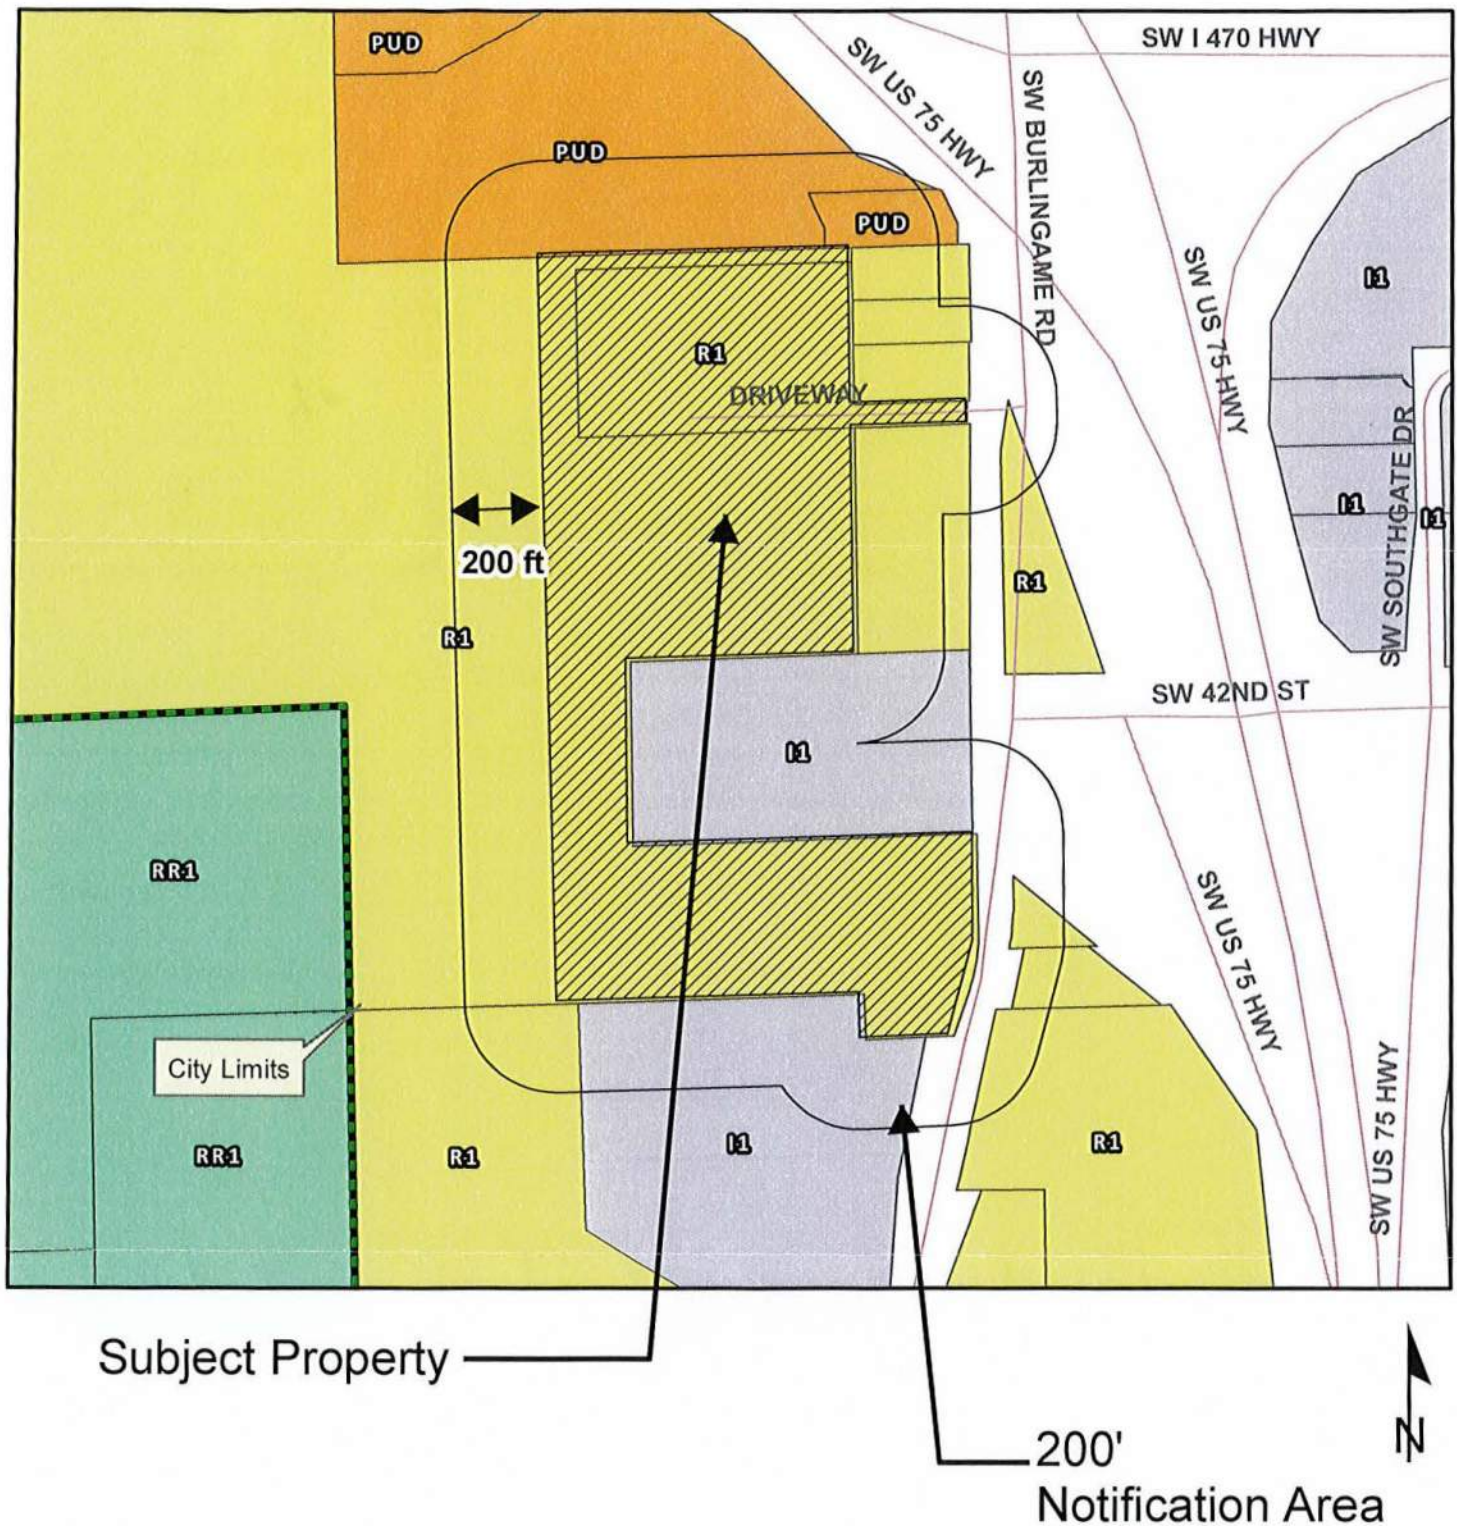 PUD
SW I 470 HWY
SW US 75 HWY
SW BURLINGAME RD
PUD
PUD
I1
SW US 75 HWY
R1
DRIVEWAY
SW SOUTHGATE DR
I1
I1
200 ft
R1
R1
SW 42ND ST
I1
RR1
SW US 75 HWY
City Limits
SW US 75 HWY
RR1
R1
I1
R1
Subject Property
N
200'
Notification Area